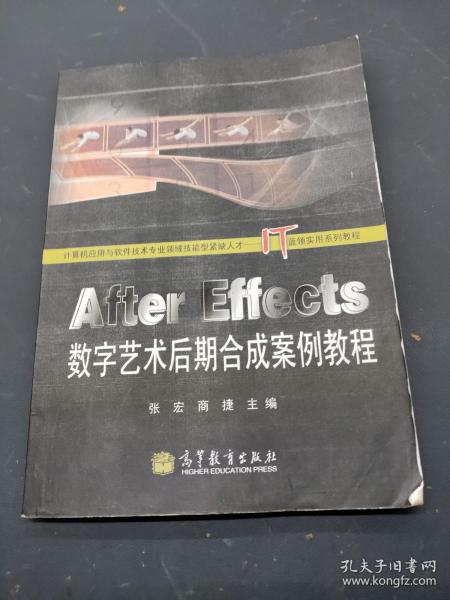 计算机应用与软件技术专业领域技能型紧缺人才——IT蓝领实用系列教程
After Effects
数字艺术后期合成案例教程
张宏 商捷 主编
高等教育出版社
HIGHER EDUCATION PRESS
孔夫子旧书网
www.kongfz.com